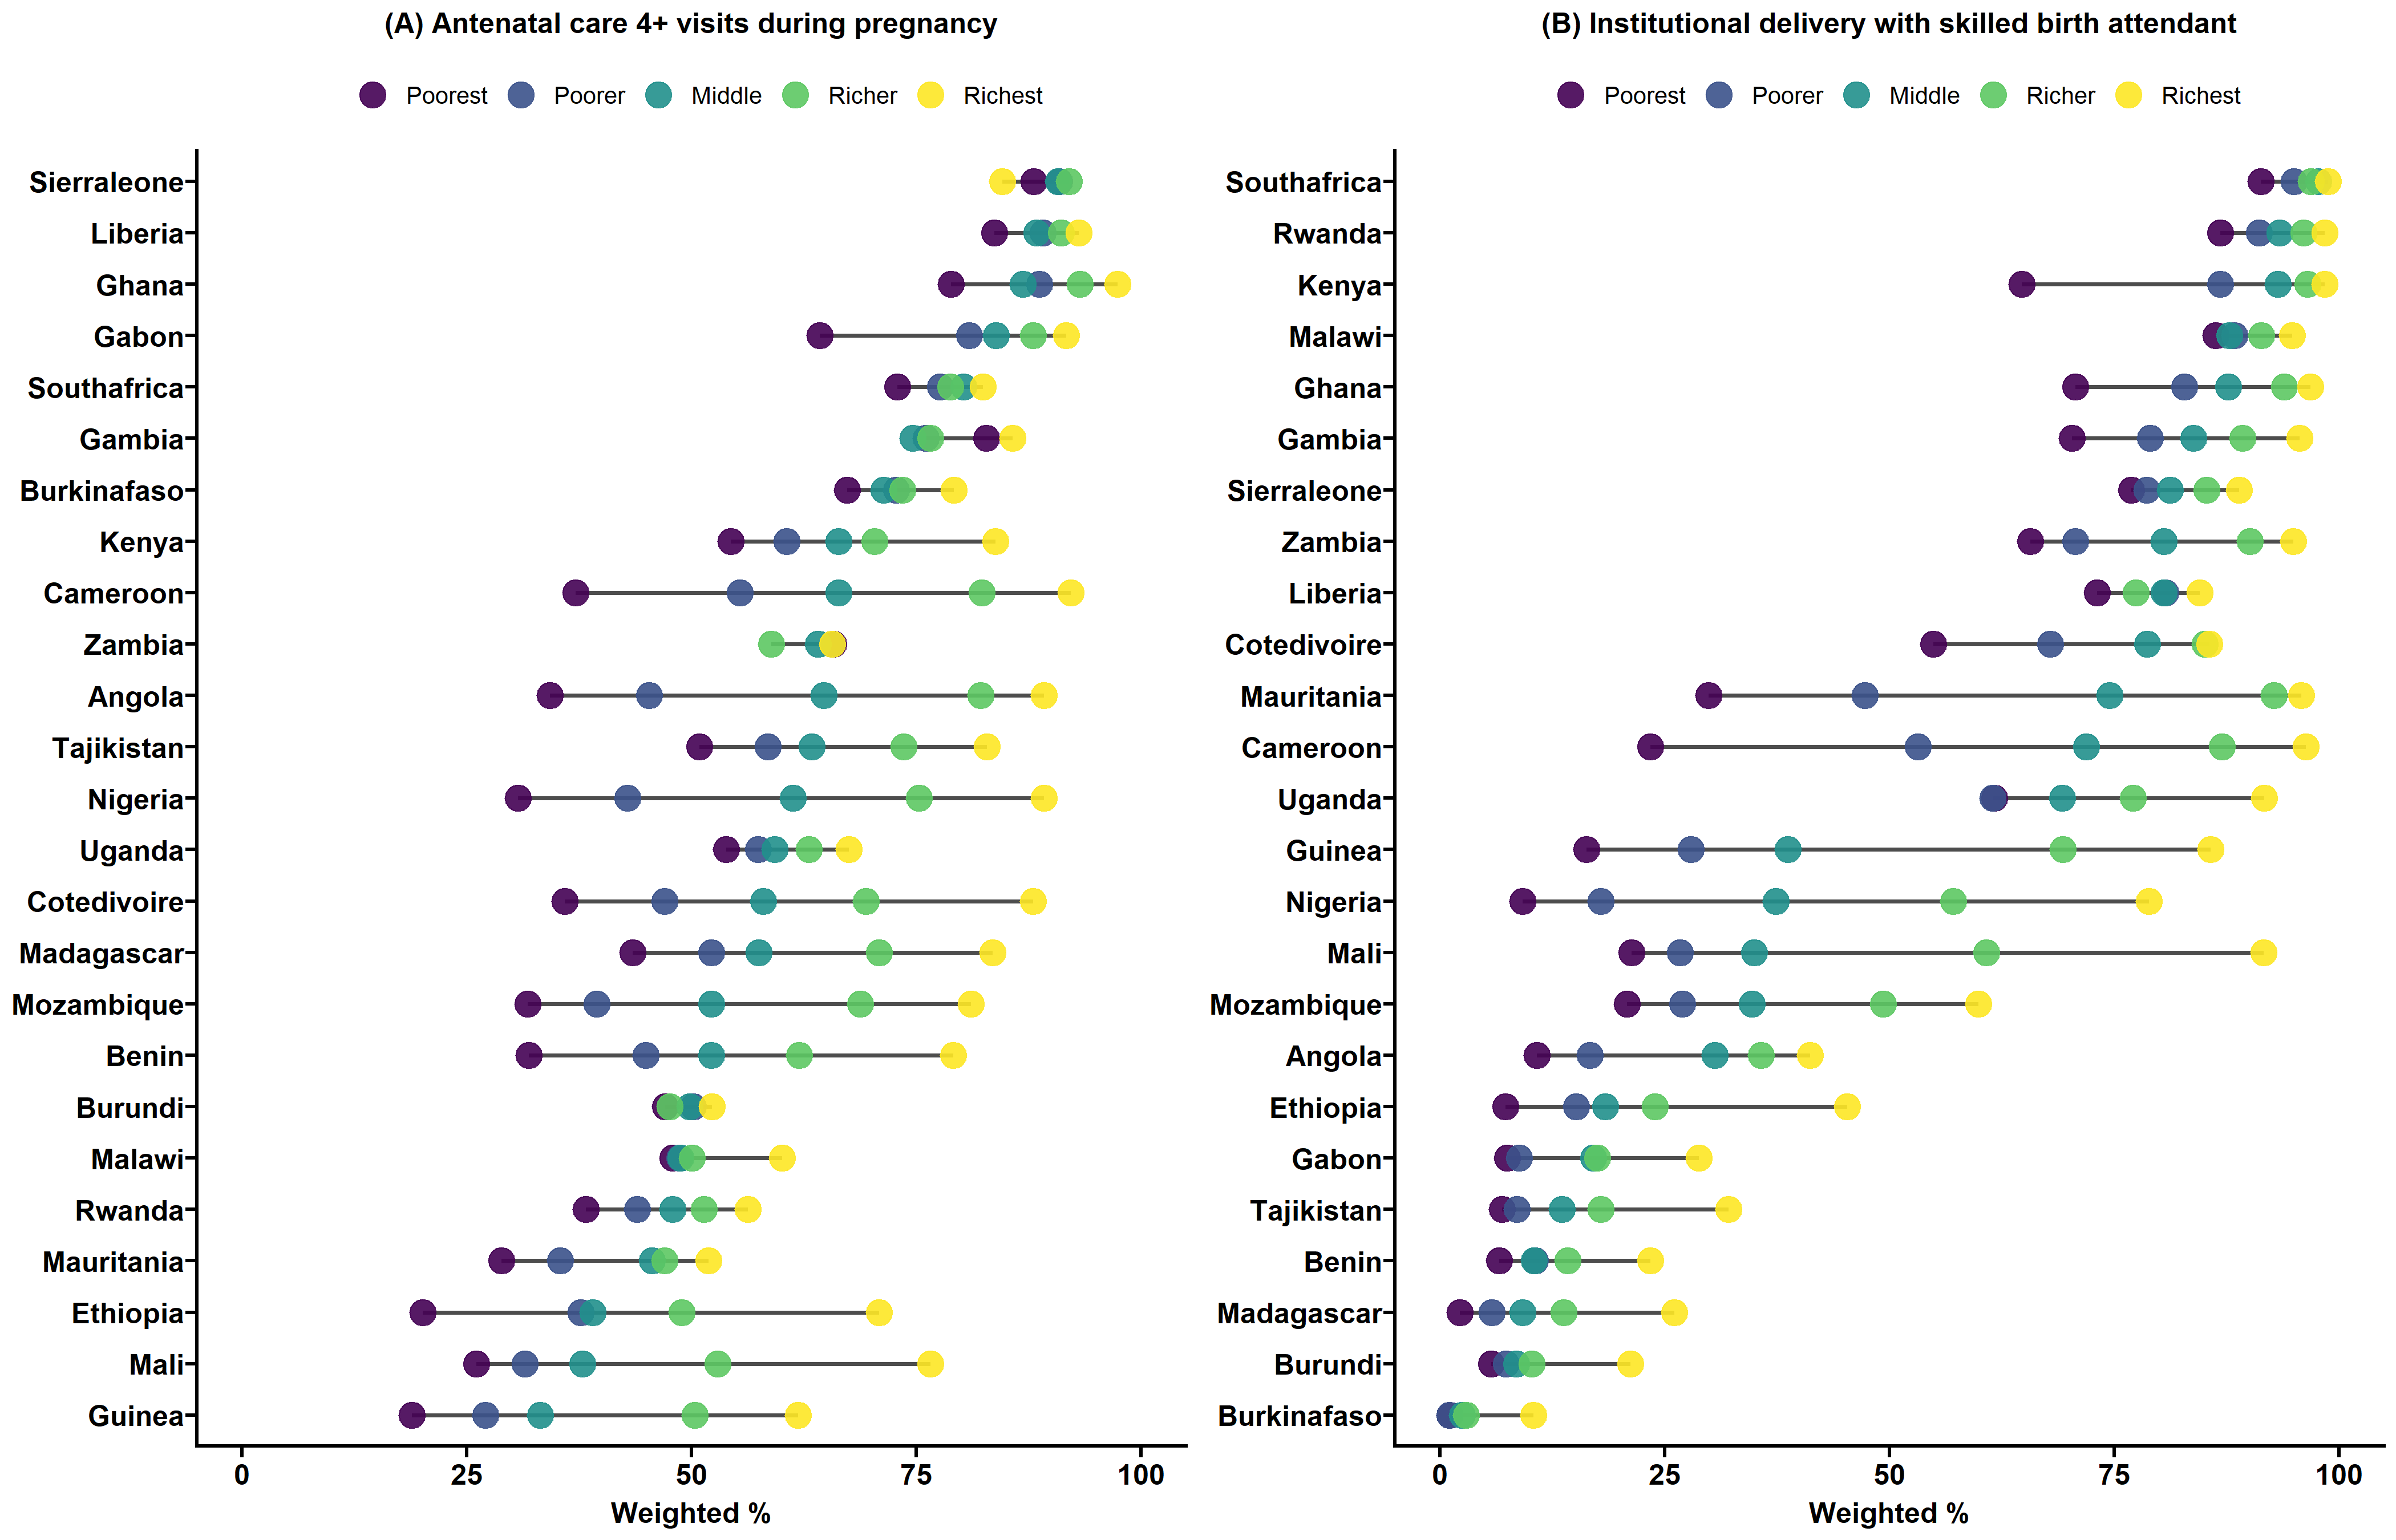 (A) Antenatal care 4+ visits during pregnancy
Poorest Poorer Middle Richer Richest
Sierraleone
Liberia
Ghana
Gabon
Southafrica
Gambia
Burkinafaso
Kenya
Cameroon
Zambia
Angola
Tajikistan
Nigeria
Uganda
Cotedivoire
Madagascar
Mozambique
Benin
Burundi
Malawi
Rwanda
Mauritania
Ethiopia
Mali
Guinea
0 25 50 75 100
Weighted %
(B) Institutional delivery with skilled birth attendant
Poorest Poorer Middle Richer Richest
Southafrica
Rwanda
Kenya
Malawi
Ghana
Gambia
Sierraleone
Zambia
Liberia
Cotedivoire
Mauritania
Cameroon
Uganda
Guinea
Nigeria
Mali
Mozambique
Angola
Ethiopia
Gabon
Tajikistan
Benin
Madagascar
Burundi
Burkinafaso
0 25 50 75 100
Weighted %